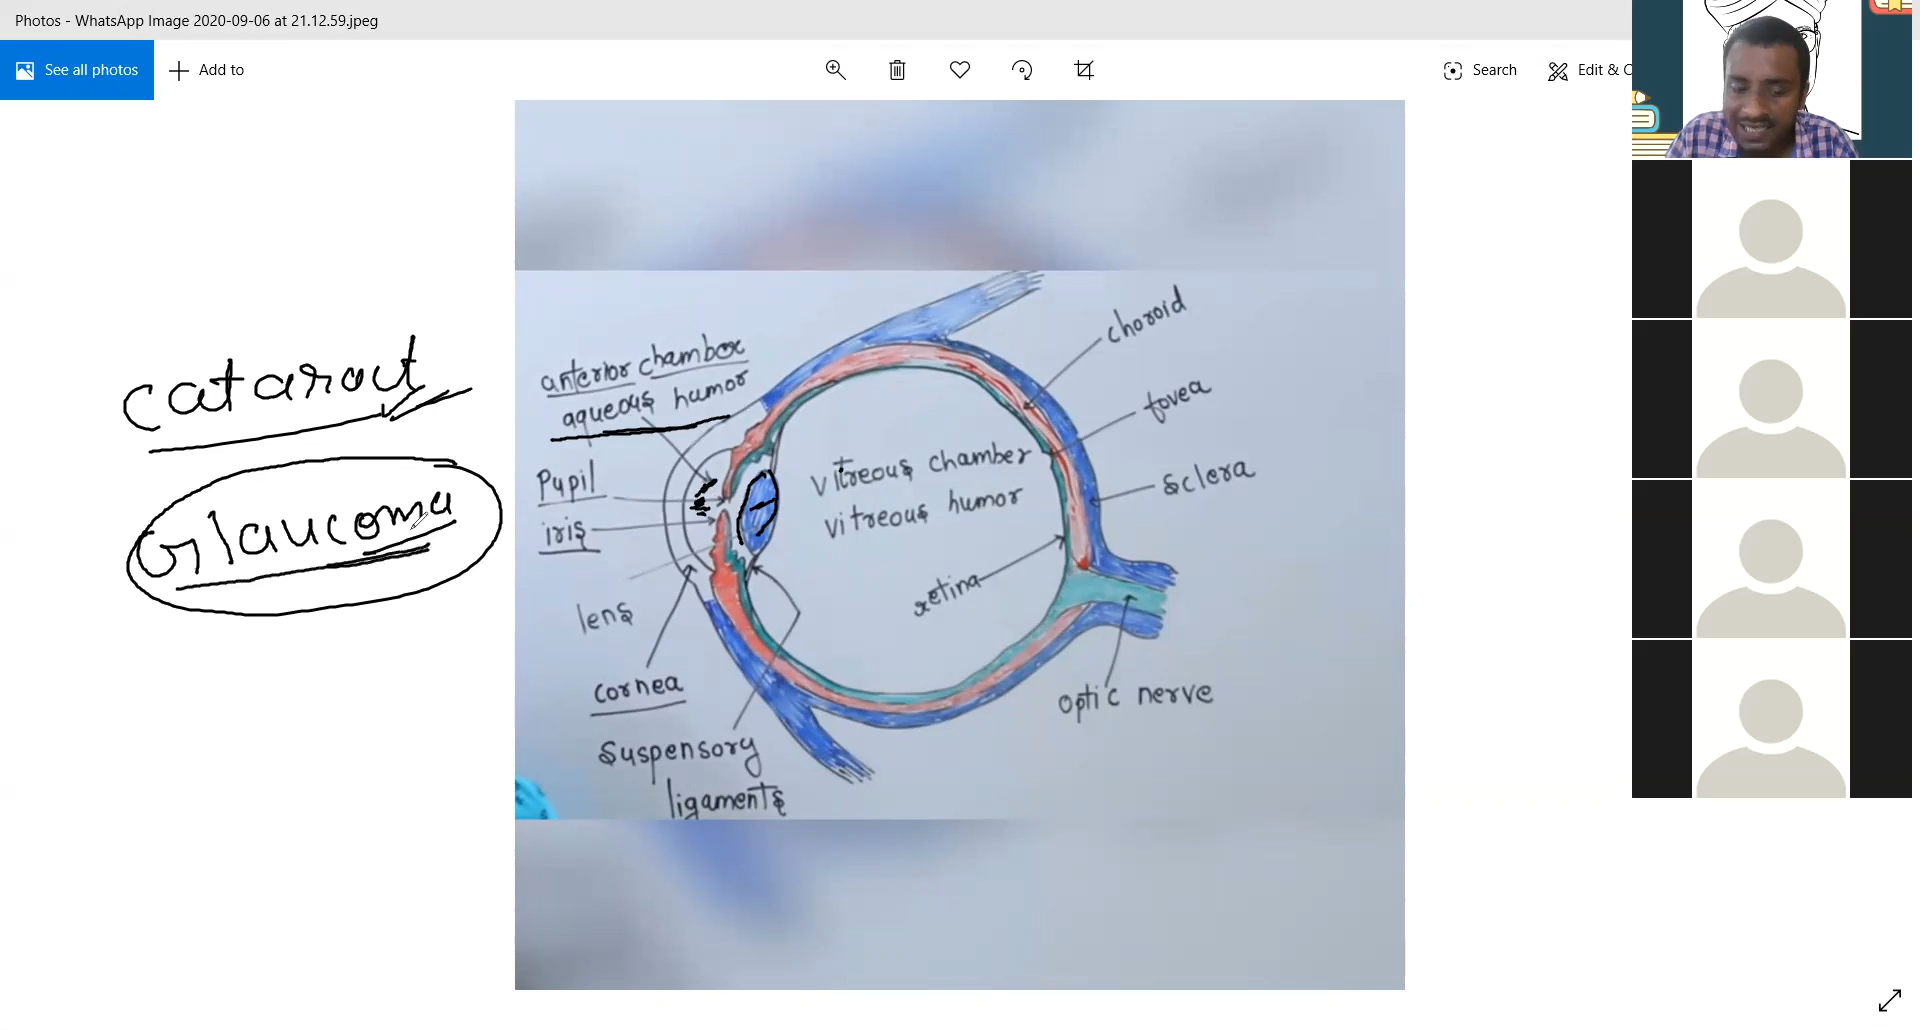 Photos - WhatsApp Image 2020-09-06 at 21.12.59.jpeg
See all photos
Add to
Search
Edit & C
cataract
Glaucoma
anterior chamber
aqueous humor
Pupil
iris
lens
cornea
suspensory
ligaments
vitreous chamber
vitreous humor
retina
choroid
fovea
sclera
optic nerve